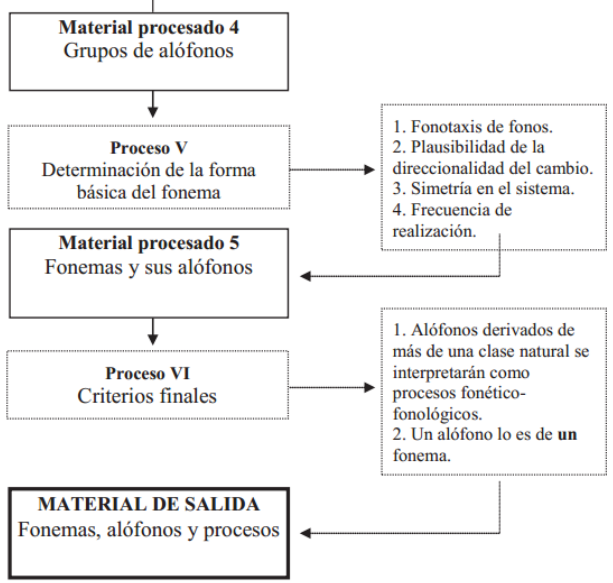 Material procesado 4
Grupos de alófonos
Proceso V
Determinación de la forma
básica del fonema
1. Fonotaxis de fonos.
2. Plausibilidad de la
direccionalidad del cambio.
3. Simetría en el sistema.
4. Frecuencia de
realización.
Material procesado 5
Fonemas y sus alófonos
Proceso VI
Criterios finales
1. Alófonos derivados de
más de una clase natural se
interpretarán como
procesos fonético-
fonológicos.
2. Un alófono lo es de un
fonema.
MATERIAL DE SALIDA
Fonemas, alófonos y procesos